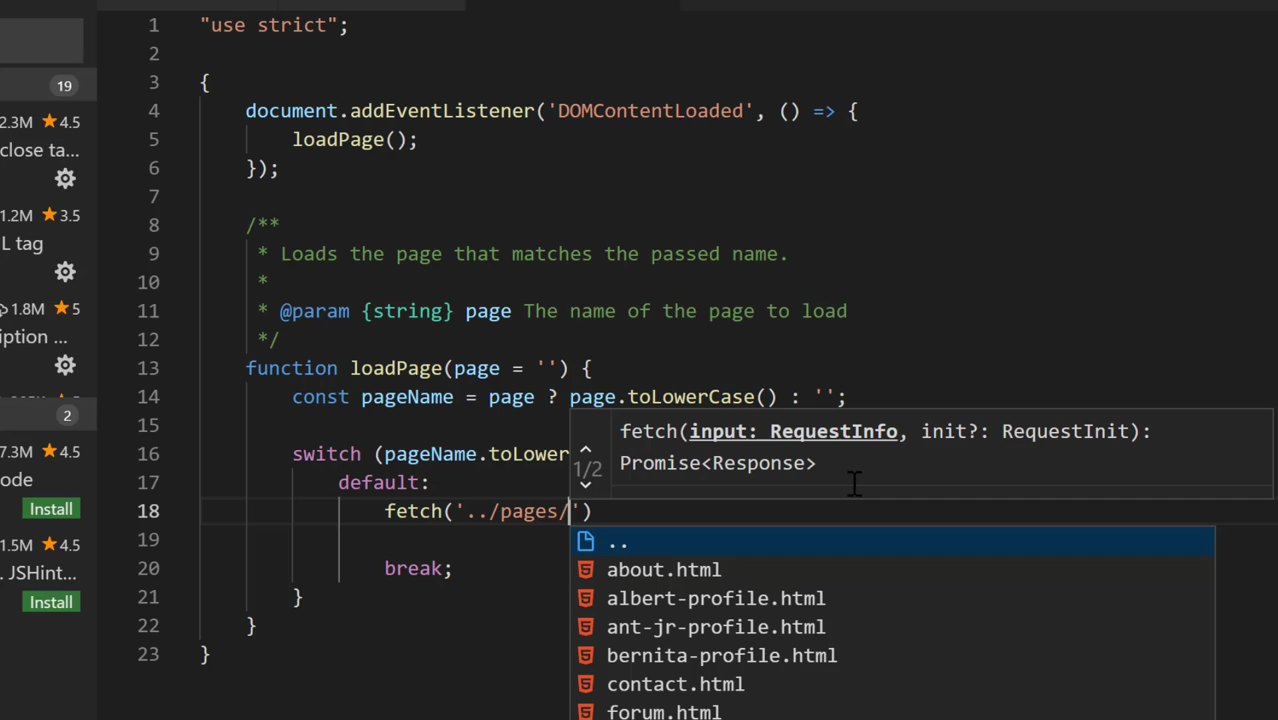 1 "use strict";
2
19
3 {
2.3M ★4.5
4 document.addEventListener('DOMContentLoaded', () => {
close ta...
5 loadPage();
6 });
7
1.2M ★3.5
8 /**
L tag
9 * Loads the page that matches the passed name.
10 *
1.8M ★5
11 * @param {string} page The name of the page to load
iption ...
12 */
13 function loadPage(page = '') {
14 const pageName = page ? page.toLowerCase() : '';
2
15
fetch(input: RequestInfo, init?: RequestInit):
7.3M ★4.5
16 switch (pageName.toLower
1/2
Promise<Response>
ode
17 default:
Install
18 fetch('../pages/')
1.5M ★4.5
19
..
JSHint...
20 break;
about.html
Install
21 }
albert-profile.html
22 }
ant-jr-profile.html
23 }
bernita-profile.html
contact.html
forum.html